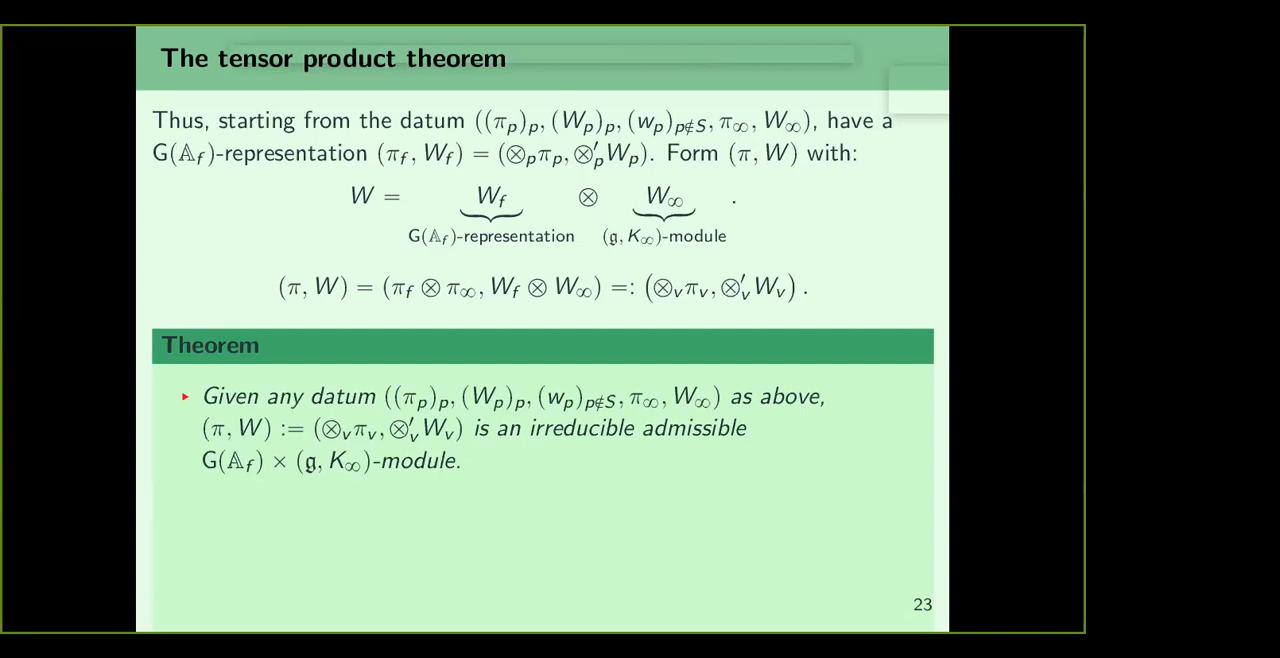 The tensor product theorem
Thus, starting from the datum ((π_p)_p, (W_p)_p, (w_p)_{p∉S}, π_∞, W_∞), have a
G(𝔸_f)-representation (π_f, W_f) = (⊗_p π_p, ⊗′_p W_p). Form (π, W) with:
W = W_f ⊗ W_∞ .
G(𝔸_f)-representation (𝔤, K_∞)-module
(π, W) = (π_f ⊗ π_∞, W_f ⊗ W_∞) =: (⊗_v π_v, ⊗′_v W_v) .
Theorem
▸ Given any datum ((π_p)_p, (W_p)_p, (w_p)_{p∉S}, π_∞, W_∞) as above,
(π, W) := (⊗_v π_v, ⊗′_v W_v) is an irreducible admissible
G(𝔸_f) × (𝔤, K_∞)-module.
23